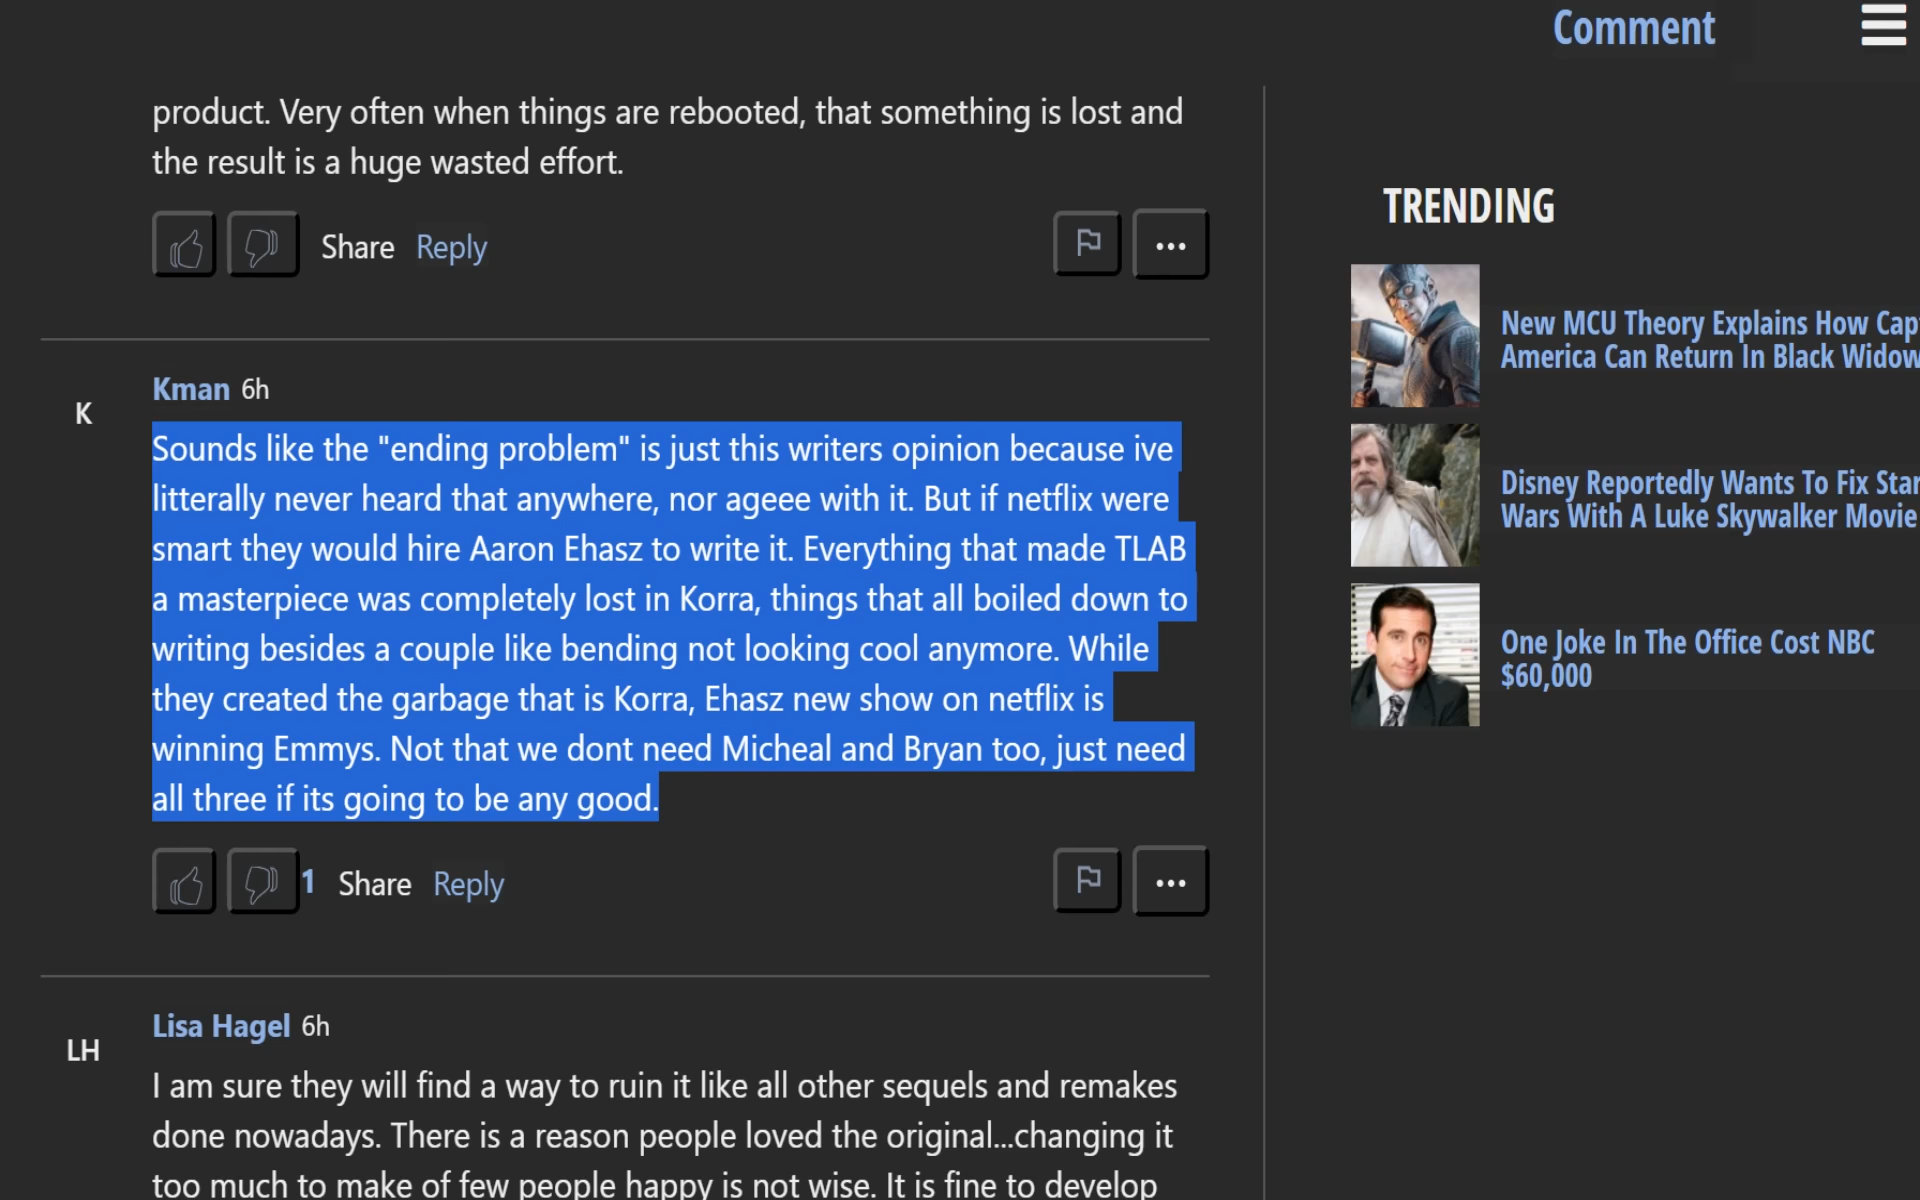 Comment
product. Very often when things are rebooted, that something is lost and
the result is a huge wasted effort.
Share Reply
Kman 6h
K
Sounds like the "ending problem" is just this writers opinion because ive
litterally never heard that anywhere, nor ageee with it. But if netflix were
smart they would hire Aaron Ehasz to write it. Everything that made TLAB
a masterpiece was completely lost in Korra, things that all boiled down to
writing besides a couple like bending not looking cool anymore. While
they created the garbage that is Korra, Ehasz new show on netflix is
winning Emmys. Not that we dont need Micheal and Bryan too, just need
all three if its going to be any good.
1 Share Reply
Lisa Hagel 6h
LH
I am sure they will find a way to ruin it like all other sequels and remakes
done nowadays. There is a reason people loved the original...changing it
too much to make of few people happy is not wise. It is fine to develop
TRENDING
New MCU Theory Explains How Cap
America Can Return In Black Widow
Disney Reportedly Wants To Fix Star
Wars With A Luke Skywalker Movie
One Joke In The Office Cost NBC
$60,000